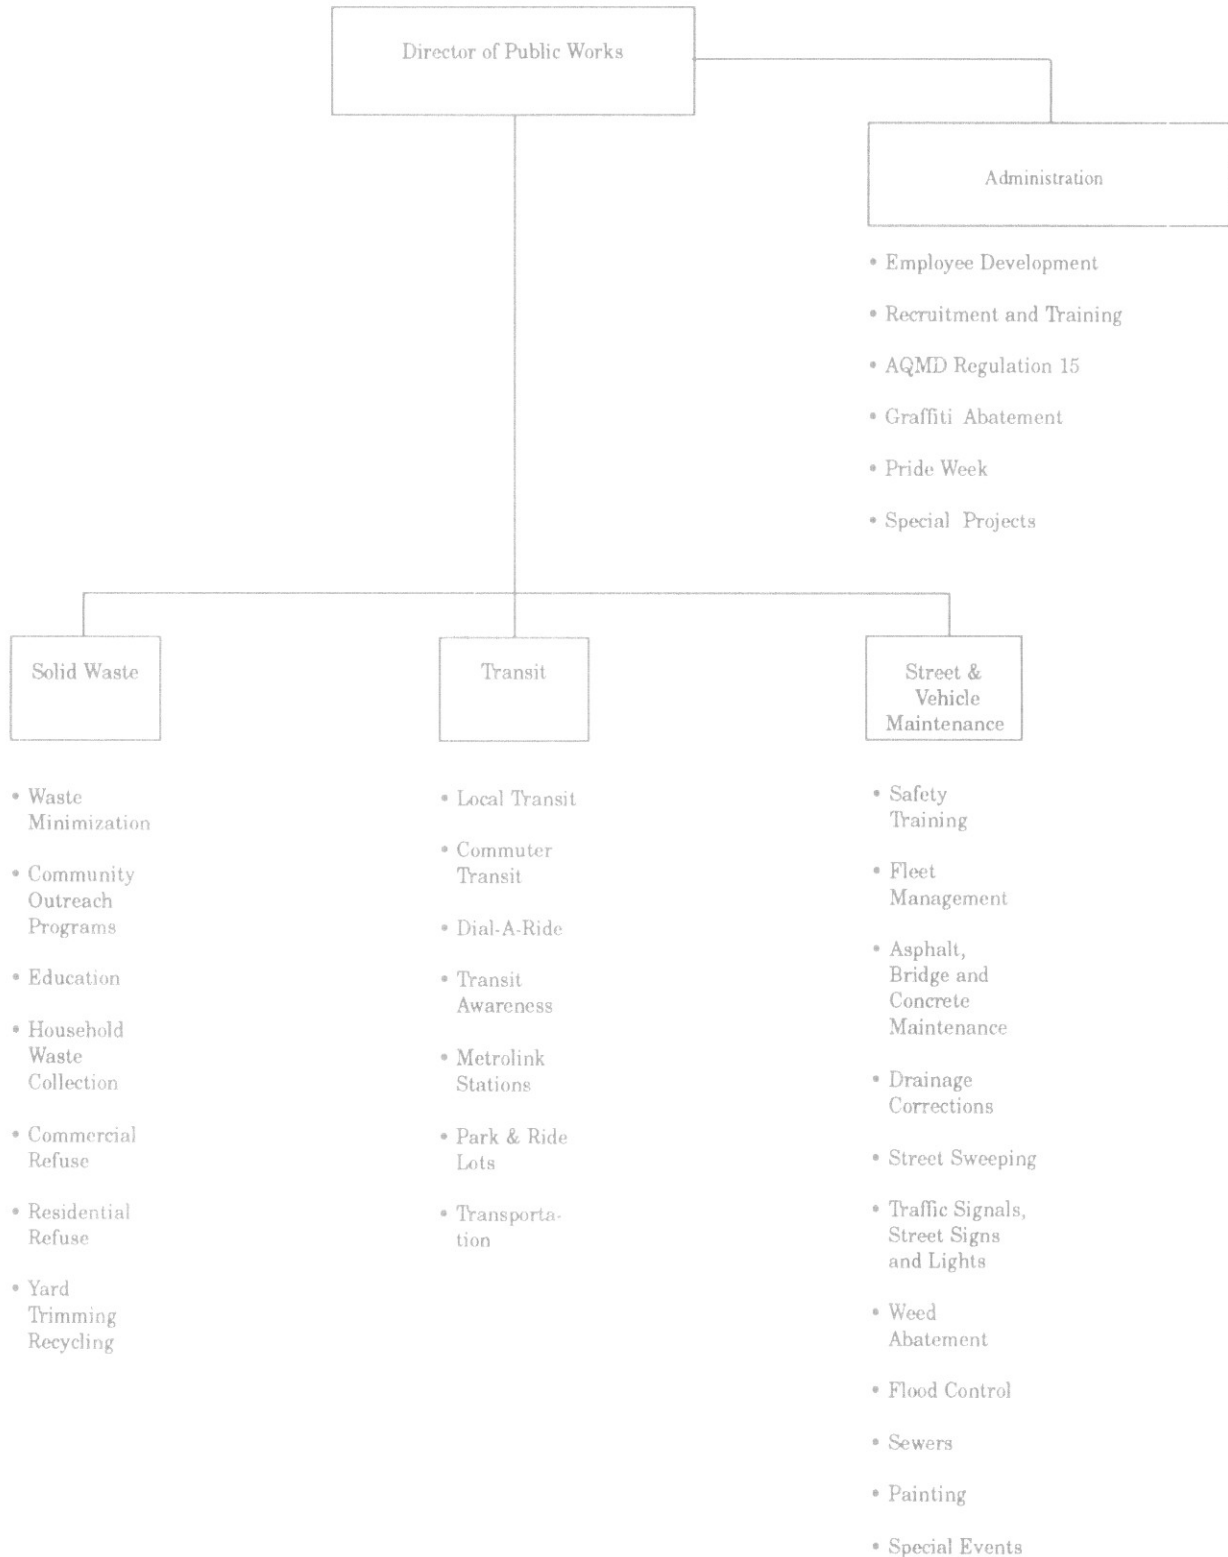 Director of Public Works
Administration
• Employee Development
• Recruitment and Training
• AQMD Regulation 15
• Graffiti Abatement
• Pride Week
• Special Projects
Solid Waste
• Waste
Minimization
• Community
Outreach
Programs
• Education
• Household
Waste
Collection
• Commercial
Refuse
• Residential
Refuse
• Yard
Trimming
Recycling
Transit
• Local Transit
• Commuter
Transit
• Dial-A-Ride
• Transit
Awareness
• Metrolink
Stations
• Park & Ride
Lots
• Transporta-
tion
Street &
Vehicle
Maintenance
• Safety
Training
• Fleet
Management
• Asphalt,
Bridge and
Concrete
Maintenance
• Drainage
Corrections
• Street Sweeping
• Traffic Signals,
Street Signs
and Lights
• Weed
Abatement
• Flood Control
• Sewers
• Painting
• Special Events